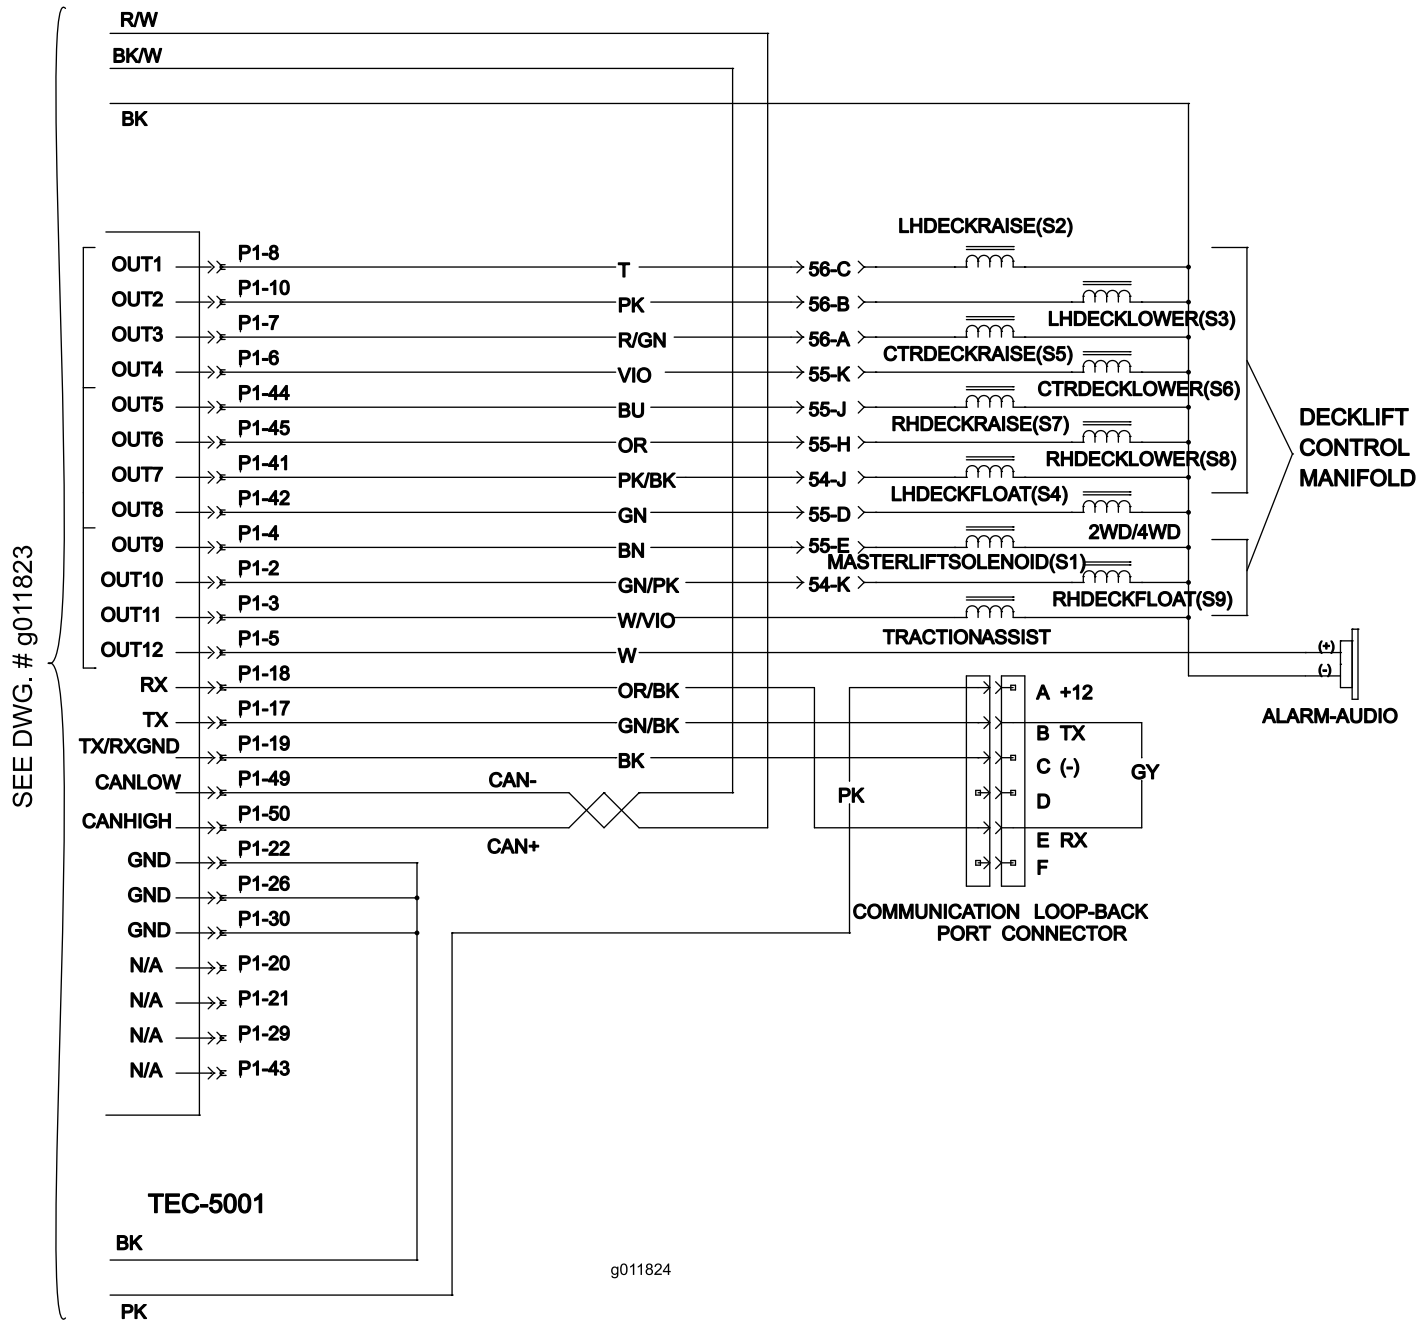 R/W
BK/W
BK
LHDECKRAISE(S2)
OUT1 P1-8 T 56-C
OUT2 P1-10 PK 56-B
LHDECKLOWER(S3)
OUT3 P1-7 R/GN 56-A
CTRDECKRAISE(S5)
OUT4 P1-6 VIO 55-K
CTRDECKLOWER(S6)
OUT5 P1-44 BU 55-J
RHDECKRAISE(S7)
OUT6 P1-45 OR 55-H
RHDECKLOWER(S8)
OUT7 P1-41 PK/BK 54-J
LHDECKFLOAT(S4)
OUT8 P1-42 GN 55-D
2WD/4WD
OUT9 P1-4 BN 55-E
MASTERLIFTSOLENOID(S1)
OUT10 P1-2 GN/PK 54-K
RHDECKFLOAT(S9)
OUT11 P1-3 W/VIO
TRACTIONASSIST
OUT12 P1-5 W
DECKLIFT
CONTROL
MANIFOLD
(+)
(-)
ALARM-AUDIO
RX P1-18 OR/BK
TX P1-17 GN/BK
TX/RXGND P1-19 BK
CANLOW P1-49 CAN-
CANHIGH P1-50 CAN+
A +12
B TX
C (-)
D
E RX
F
GY
PK
COMMUNICATION LOOP-BACK
PORT CONNECTOR
GND P1-22
GND P1-26
GND P1-30
N/A P1-20
N/A P1-21
N/A P1-29
N/A P1-43
TEC-5001
BK
PK
SEE DWG. # g011823
g011824